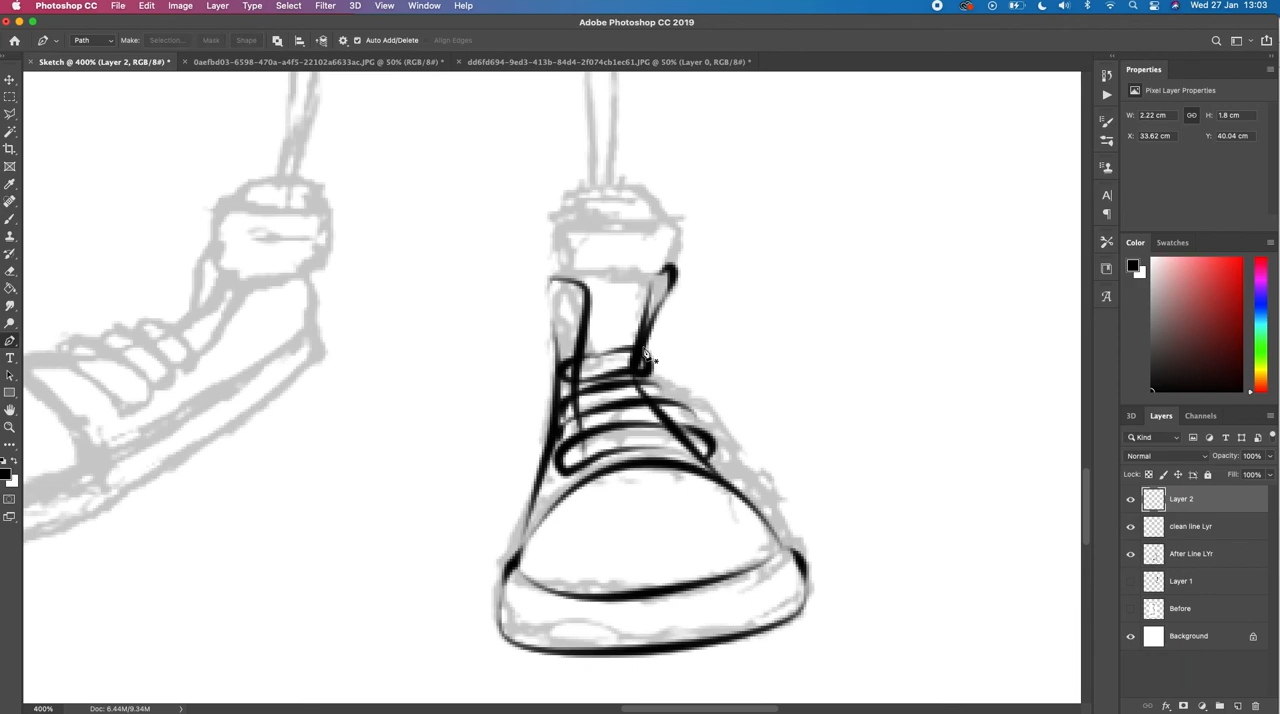 Photoshop CC File Edit Image Layer Type Select Filter 3D View Window Help Wed 27 Jan 13:03
Adobe Photoshop CC 2019
Path Make: Selection... Mask Shape Auto Add/Delete Align Edges
Sketch @ 400% (Layer 2, RGB/8#) * 0aefbd03-6598-470a-a4f5-22102a6633ac.JPG @ 50% (RGB/8#) * dd6fd694-9ed3-413b-84d4-2f074cb1ec61.JPG @ 50% (Layer 0, RGB/8#) *
Properties
Pixel Layer Properties
W: 2.22 cm H: 1.8 cm
X: 33.62 cm Y: 40.04 cm
Color Swatches
3D Layers Channels
Kind
Normal Opacity: 100%
Lock: Fill: 100%
Layer 2
clean line Lyr
After Line LYr
Layer 1
Before
Background
400% Doc: 6.44M/9.34M